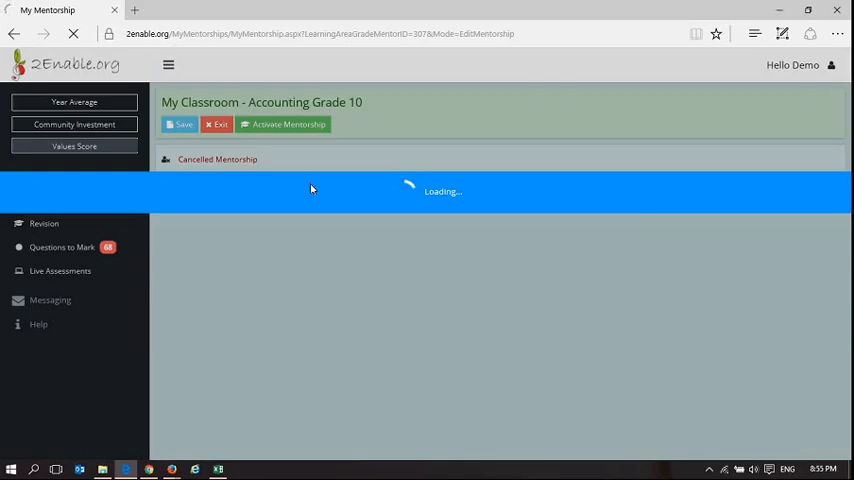 My Mentorship
2enable.org/MyMentorships/MyMentorship.aspx?LearningAreaGradeMentorID=307&Mode=EditMentorship
2Enable.org
Hello Demo
Year Average
Community Investment
Values Score
My Classroom - Accounting Grade 10
Save
Exit
Activate Mentorship
Cancelled Mentorship
Loading...
Revision
Questions to Mark 68
Live Assessments
Messaging
Help
ENG
8:55 PM